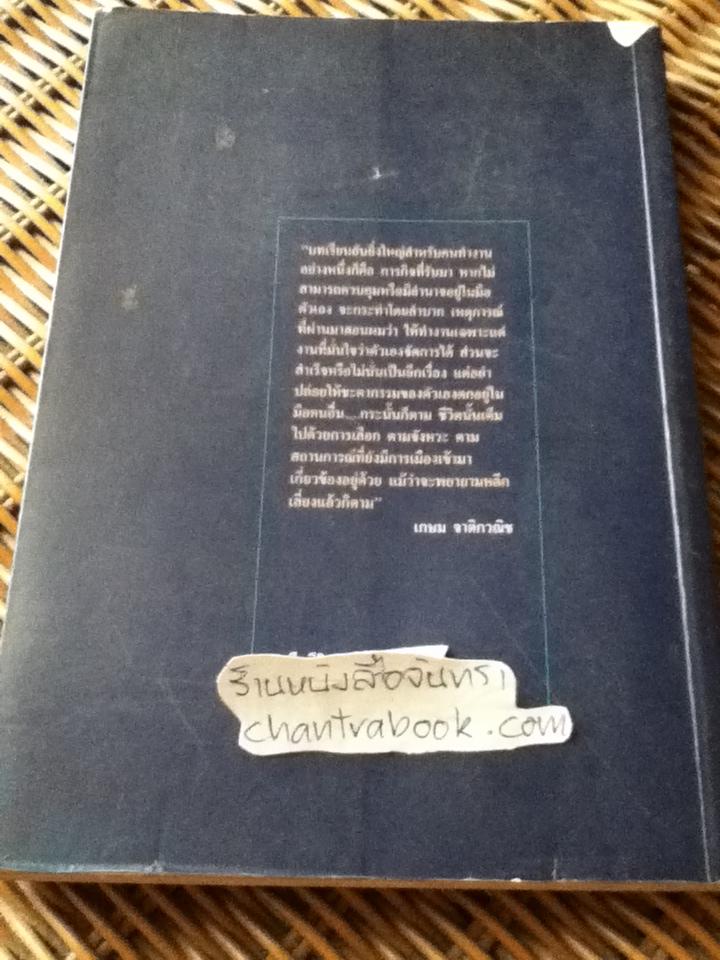 "บทเรียนอันยิ่งใหญ่สำหรับคนทำงาน
อย่างหนึ่งก็คือ ภารกิจที่รับมา หากไม่
สามารถควบคุมหรือมีอำนาจอยู่ในมือ
ตัวเอง จะกระทำโดยลำบาก เหตุการณ์
ที่ผ่านมาสอนผมว่า ให้ทำงานเฉพาะแต่
งานที่มั่นใจว่าตัวเองจัดการได้ ส่วนจะ
สำเร็จหรือไม่นั่นเป็นอีกเรื่อง แต่อย่า
ปล่อยให้ชะตากรรมของตัวเองตกอยู่ใน
มือคนอื่น....กระนั้นก็ตาม ชีวิตนั้นเต็ม
ไปด้วยการเลือก ตามจังหวะ ตาม
สถานการณ์ที่ยังมีการเมืองเข้ามา
เกี่ยวข้องอยู่ด้วย แม้ว่าจะพยายามหลีก
เลี่ยงแล้วก็ตาม"
เกษม จาติกวณิช
ร้านหนังสือจันทรา
chantrabook.com